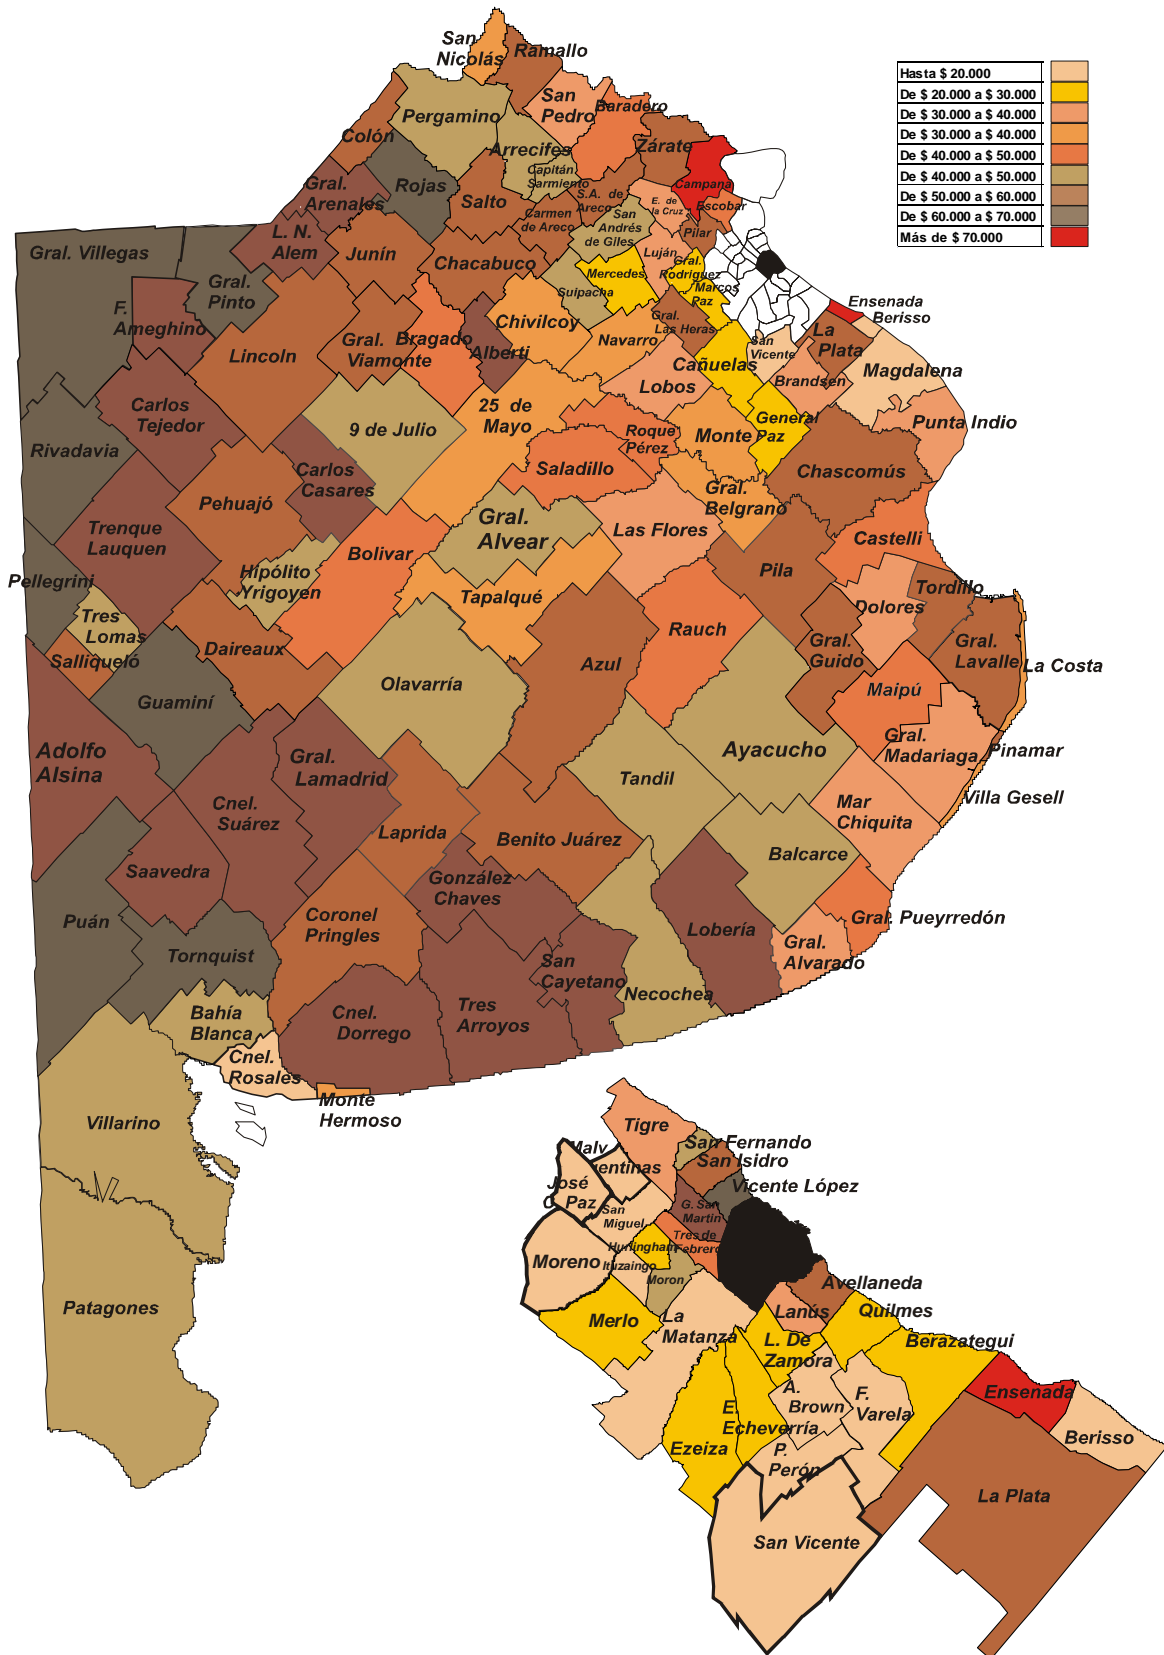 San
Nicolás
Ramallo
Hasta $ 20.000
De $ 20.000 a $ 30.000
De $ 30.000 a $ 40.000
De $ 30.000 a $ 40.000
De $ 40.000 a $ 50.000
De $ 40.000 a $ 50.000
De $ 50.000 a $ 60.000
De $ 60.000 a $ 70.000
Más de $ 70.000
San
Pedro
Baradero
Pergamino
Colón
Arrecifes
Zárate
Capitán
Sarmiento
Gral.
Arenales
Rojas
Salto
S.A. de
Areco
Campana
E. de
la Cruz
Escobar
Carmen
de Areco
San
Andrés
de Giles
Pilar
L. N.
Alem
Junín
Chacabuco
Luján
Gral.
Rodriguez
Gral. Villegas
Gral.
Pinto
Mercedes
Suipacha
Marcos
Paz
F.
Ameghino
Lincoln
Gral.
Viamonte
Bragado
Alberti
Chivilcoy
Navarro
Gral.
Las Heras
Ensenada
Berisso
La
Plata
San
Vicente
Cañuelas
Brandsen
Magdalena
Lobos
Carlos
Tejedor
9 de Julio
25 de
Mayo
Roque
Pérez
Monte
General
Paz
Punta Indio
Rivadavia
Carlos
Casares
Saladillo
Chascomús
Pehuajó
Gral.
Belgrano
Trenque
Lauquen
Gral.
Alvear
Las Flores
Castelli
Bolivar
Pila
Pellegrini
Hipólito
Yrigoyen
Tapalqué
Tordillo
Dolores
Tres
Lomas
Rauch
Daireaux
Gral.
Guido
Gral.
Lavalle
Salliqueló
Azul
La Costa
Olavarría
Maipú
Guaminí
Adolfo
Alsina
Gral.
Lamadrid
Ayacucho
Gral.
Madariaga
Pinamar
Tandil
Villa Gesell
Cnel.
Suárez
Mar
Chiquita
Laprida
Benito Juárez
Balcarce
Saavedra
González
Chaves
Puán
Coronel
Pringles
Lobería
Gral. Pueyrredón
Gral.
Alvarado
Tornquist
San
Cayetano
Necochea
Bahía
Blanca
Cnel.
Dorrego
Tres
Arroyos
Cnel.
Rosales
Monte
Hermoso
Villarino
Patagones
Tigre
San Fernando
San Isidro
Vicente López
Malv
entinas
José
C. Paz
San
Miguel
G. San
Martin
Tres de
Febrero
Hurlingham
Moreno
Ituzaingo
Moron
Avellaneda
Merlo
La
Matanza
Lanús
Quilmes
L. De
Zamora
Berazategui
A.
Brown
F.
Varela
Ensenada
E.
Echeverría
Ezeiza
P.
Perón
Berisso
La Plata
San Vicente